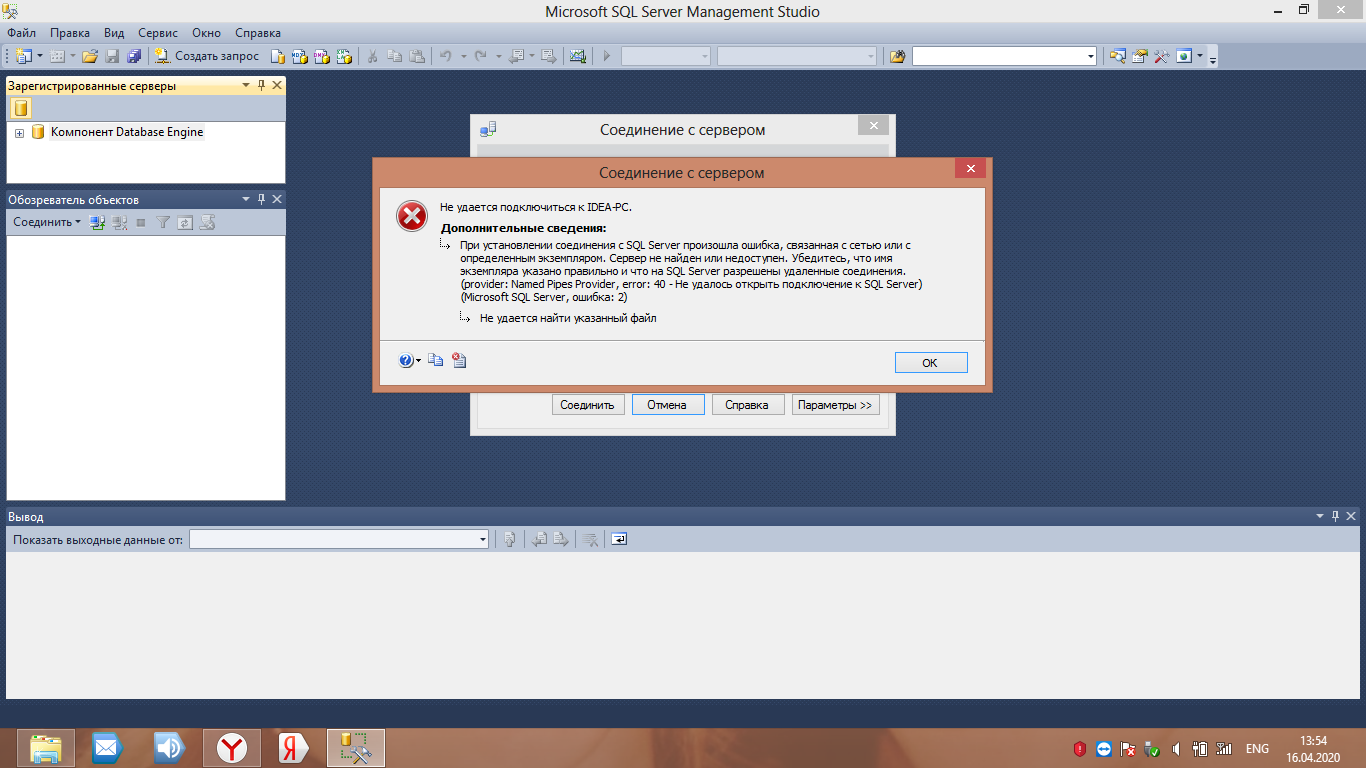 Microsoft SQL Server Management Studio
Файл Правка Вид Сервис Окно Справка
Создать запрос
Зарегистрированные серверы
Компонент Database Engine
Обозреватель объектов
Соединить
Соединение с сервером
Соединение с сервером
Не удается подключиться к IDEA-PC.
Дополнительные сведения:
При установлении соединения с SQL Server произошла ошибка, связанная с сетью или с
определенным экземпляром. Сервер не найден или недоступен. Убедитесь, что имя
экземпляра указано правильно и что на SQL Server разрешены удаленные соединения.
(provider: Named Pipes Provider, error: 40 - Не удалось открыть подключение к SQL Server)
(Microsoft SQL Server, ошибка: 2)
Не удается найти указанный файл
OK
Соединить Отмена Справка Параметры >>
Вывод
Показать выходные данные от:
ENG
13:54
16.04.2020